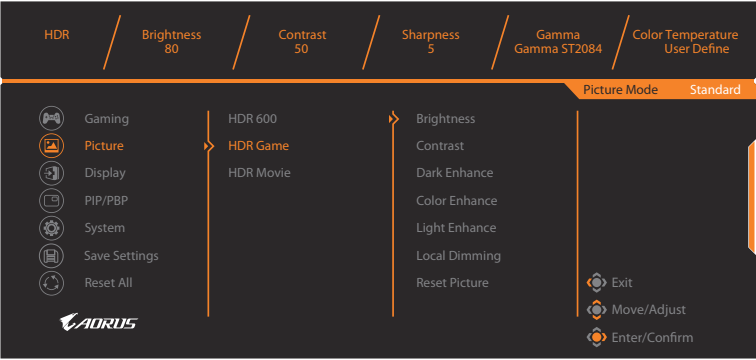 HDR
Brightness
80
Contrast
50
Sharpness
5
Gamma
Gamma ST2084
Color Temperature
User Define
Picture Mode Standard
Gaming
Picture
Display
PIP/PBP
System
Save Settings
Reset All
HDR 600
HDR Game
HDR Movie
Brightness
Contrast
Dark Enhance
Color Enhance
Light Enhance
Local Dimming
Reset Picture
Exit
Move/Adjust
Enter/Confirm
AORUS